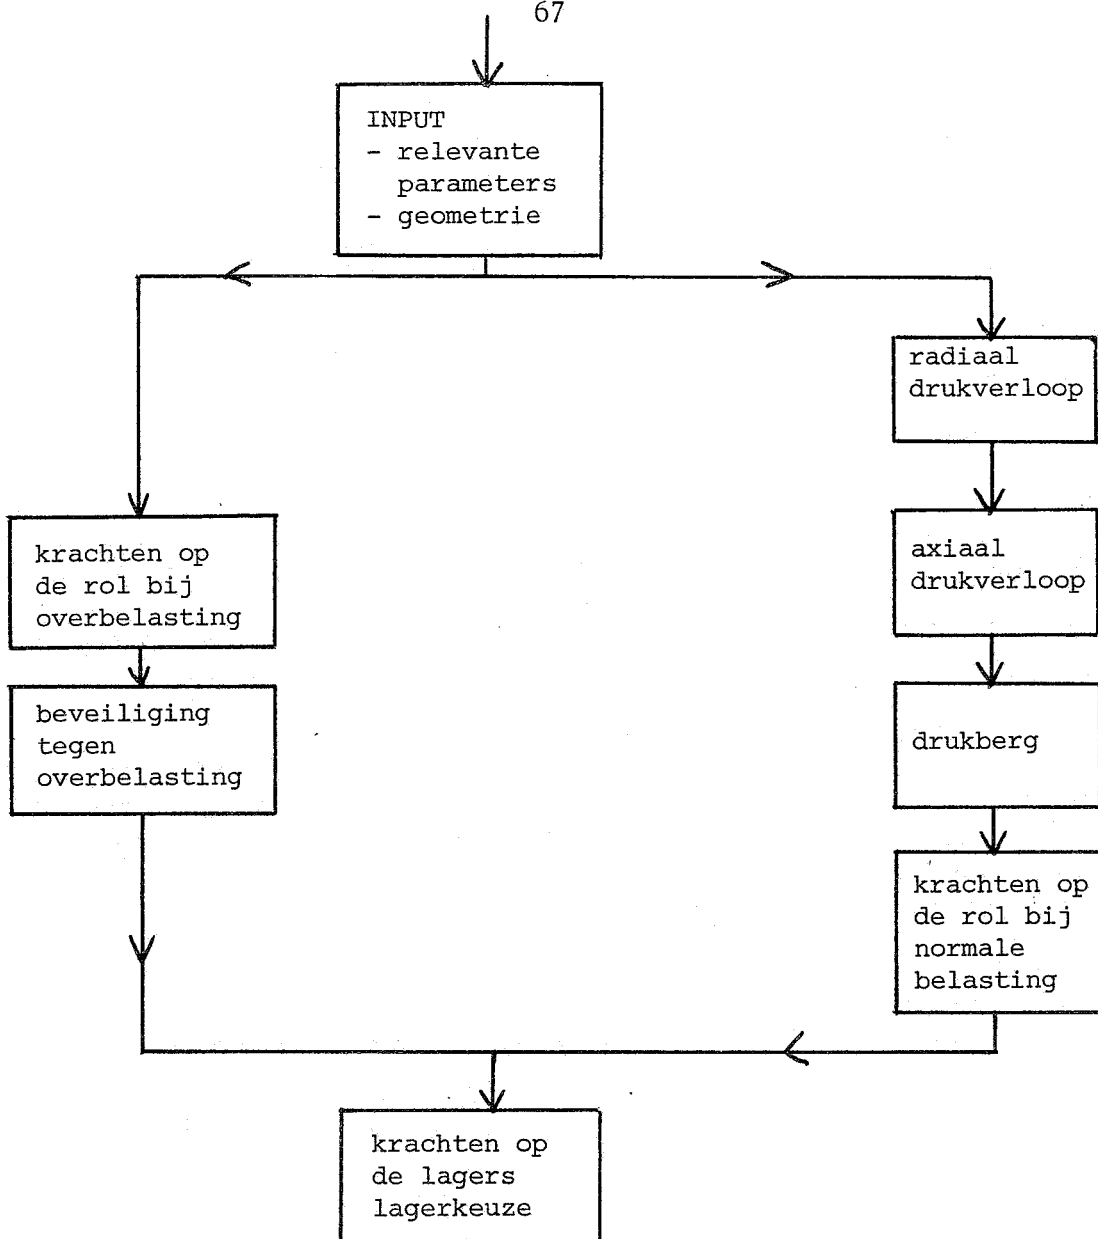 67
INPUT
- relevante
parameters
- geometrie
radiaal
drukverloop
axiaal
drukverloop
drukberg
krachten op
de rol bij
normale
belasting
krachten op
de rol bij
overbelasting
beveiliging
tegen
overbelasting
krachten op
de lagers
lagerkeuze